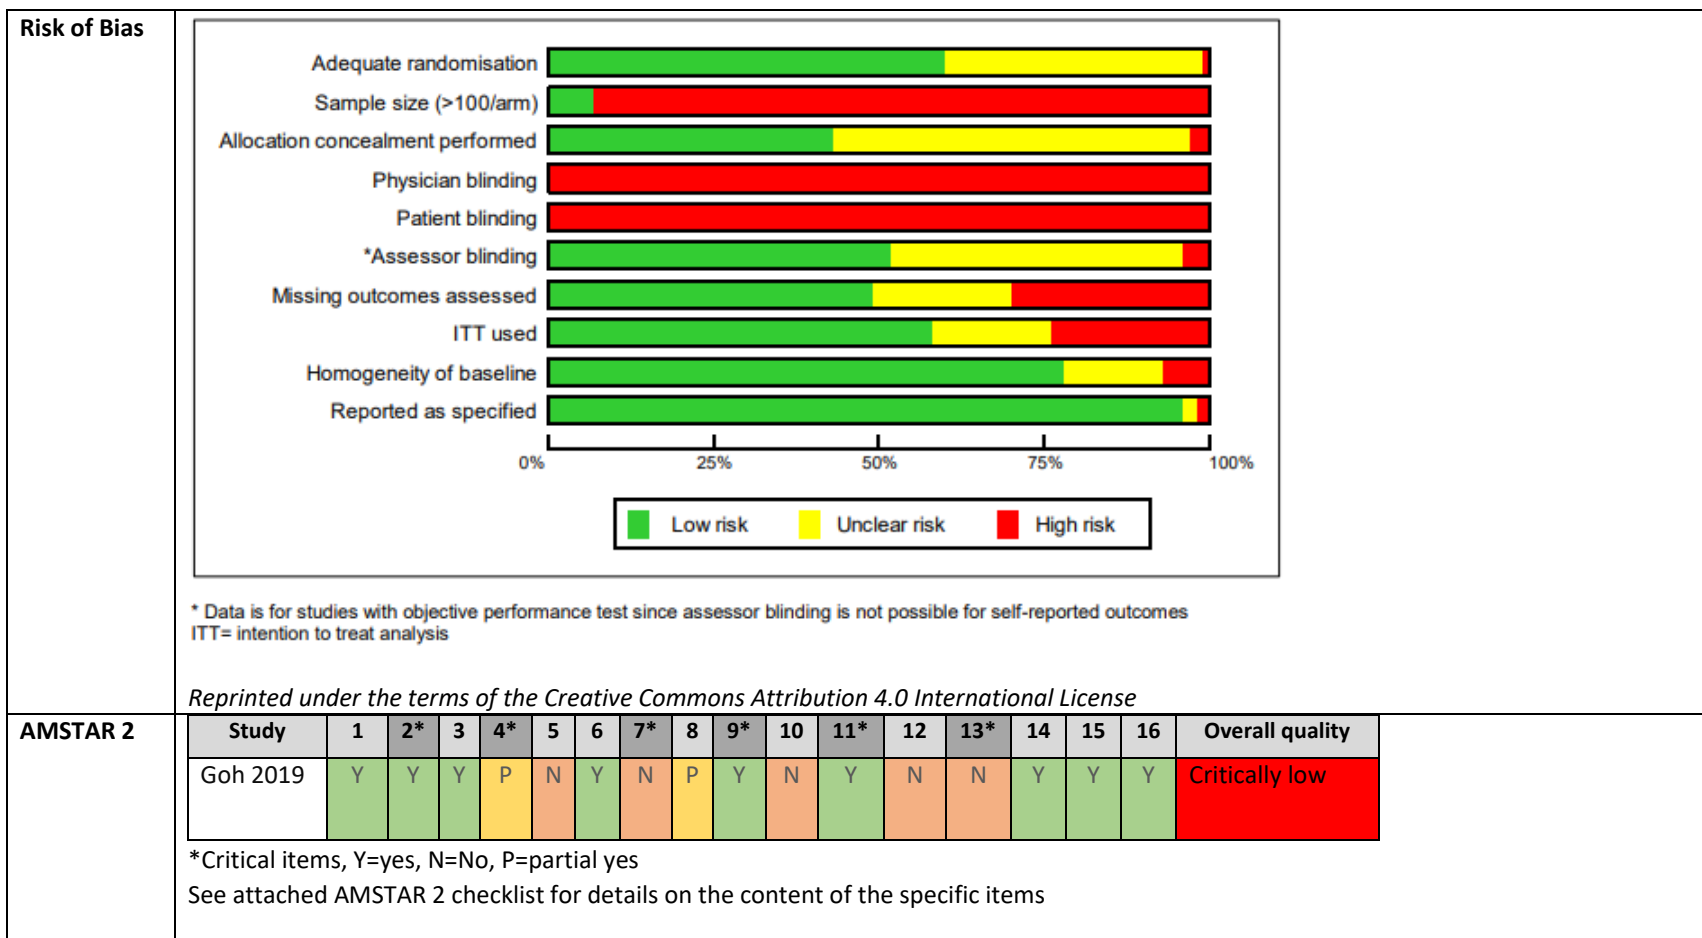 Risk of Bias
Adequate randomisation
Sample size (>100/arm)
Allocation concealment performed
Physician blinding
Patient blinding
*Assessor blinding
Missing outcomes assessed
ITT used
Homogeneity of baseline
Reported as specified
0% 25% 50% 75% 100%
Low risk Unclear risk High risk
* Data is for studies with objective performance test since assessor blinding is not possible for self-reported outcomes
ITT= intention to treat analysis
Reprinted under the terms of the Creative Commons Attribution 4.0 International License
AMSTAR 2
Study 1 2* 3 4* 5 6 7* 8 9* 10 11* 12 13* 14 15 16 Overall quality
Goh 2019 Y Y Y P N Y N P Y N Y N N Y Y Y Critically low
*Critical items, Y=yes, N=No, P=partial yes
See attached AMSTAR 2 checklist for details on the content of the specific items